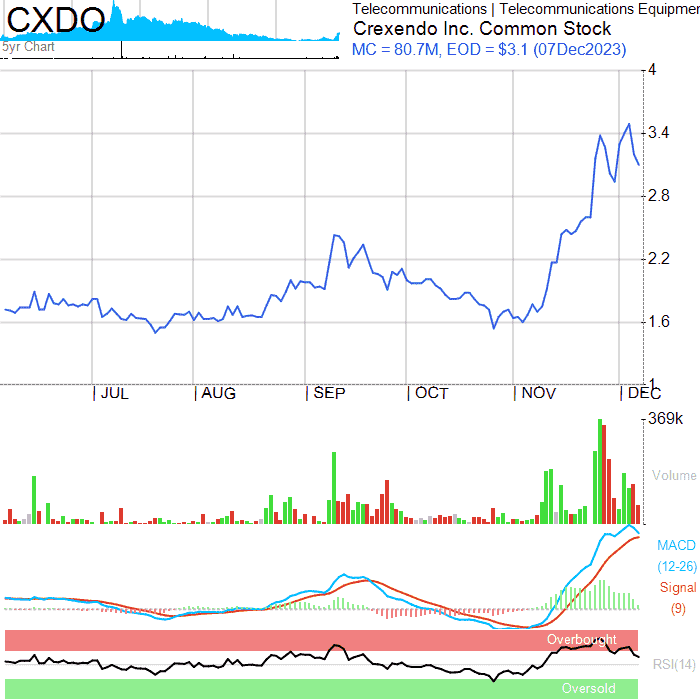 CXDO
5yr Chart
Telecommunications | Telecommunications Equipmen
Crexendo Inc. Common Stock
MC = 80.7M, EOD = $3.1 (07Dec2023)
4
3.4
2.8
2.2
1.6
1
JUL AUG SEP OCT NOV DEC
369k
Volume
MACD
(12-26)
Signal
(9)
Overbought
RSI(14)
Oversold